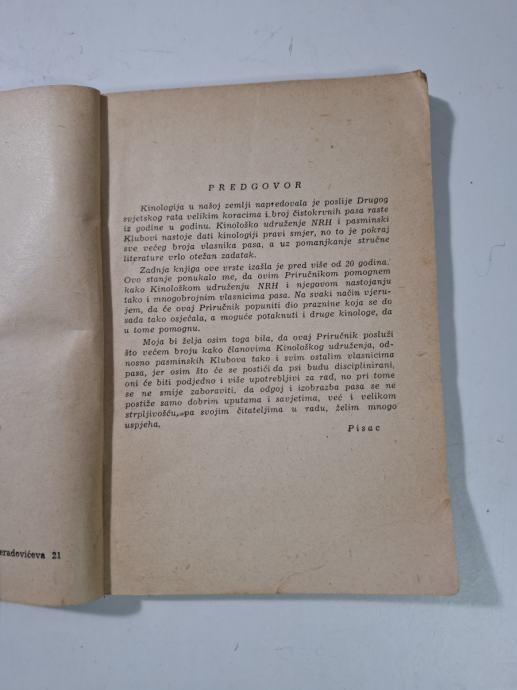 PREDGOVOR
Kinologija u našoj zemlji napredovala je poslije Drugog
svjetskog rata velikim koracima i broj čistokrvnih pasa raste
iz godine u godinu. Kinološko udruženje NRH i pasminski
Klubovi nastoje dati kinologiji pravi smjer, no to je pokraj
sve većeg broja vlasnika pasa, a uz pomanjkanje stručne
literature vrlo otežan zadatak.
Zadnja knjiga ove vrste izašla je pred više od 20 godina.
Ovo stanje ponukalo me, da ovim Priručnikom pomognem
kako Kinološkom udruženju NRH i njegovom nastojanju
tako i mnogobrojnim vlasnicima pasa. Na svaki način vjeru-
jem, da će ovaj Priručnik popuniti dio praznine koja se do
sada tako osjećala, a moguće potaknuti i druge kinologe, da
u tome pomognu.
Moja bi želja osim toga bila, da ovaj Priručnik posluži
što većem broju kako članovima Kinološkog udruženja, od-
nosno pasminskih Klubova tako i svim ostalim vlasnicima
pasa, jer osim što će se postići da psi budu disciplinirani,
oni će biti podjedno i više upotrebljivi za rad, no pri tome
se ne smije zaboraviti, da odgoj i izobrazba pasa se ne
postiže samo dobrim uputama i savjetima, već i velikom
strpljivošću, pa svojim čitateljima u radu, želim mnogo
uspjeha.
Pisac
eradovićeva 21